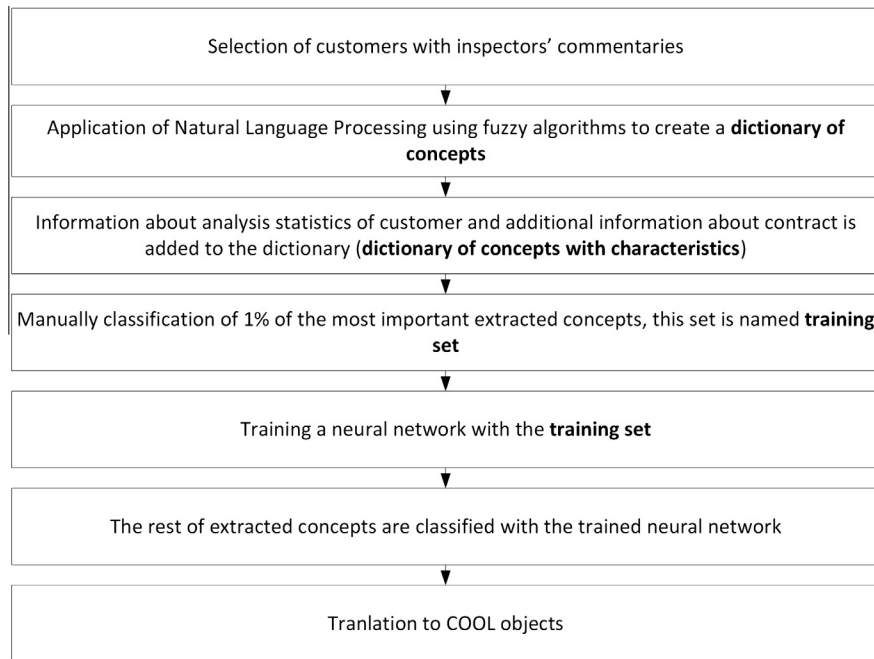 Selection of customers with inspectors’ commentaries
Application of Natural Language Processing using fuzzy algorithms to create a dictionary of
concepts
Information about analysis statistics of customer and additional information about contract is
added to the dictionary (dictionary of concepts with characteristics)
Manually classification of 1% of the most important extracted concepts, this set is named training
set
Training a neural network with the training set
The rest of extracted concepts are classified with the trained neural network
Tranlation to COOL objects